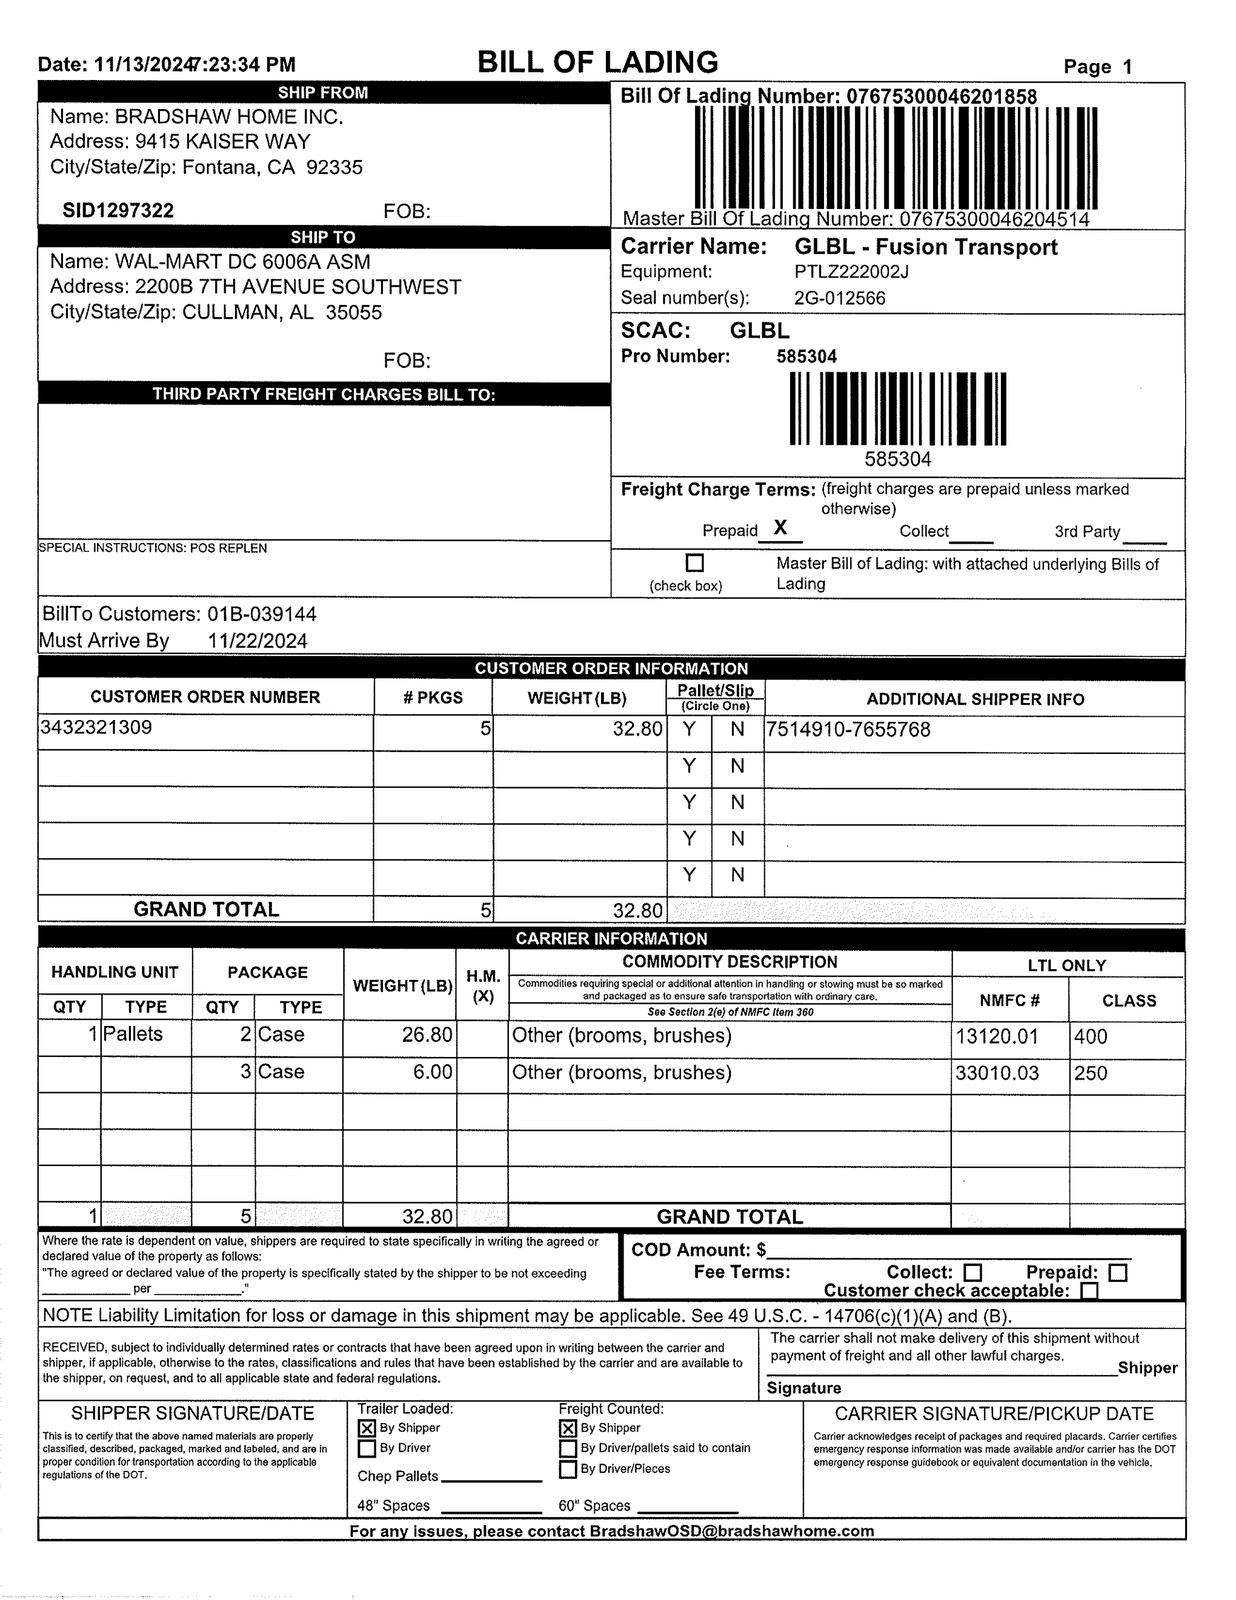 Date: 11/13/20247:23:34 PM
BILL OF LADING
Page 1
SHIP FROM
Name: BRADSHAW HOME INC.
Address: 9415 KAISER WAY
City/State/Zip: Fontana, CA 92335
SID1297322 FOB:
Bill Of Lading Number: 07675300046201858
Master Bill Of Lading Number: 07675300046204514
SHIP TO
Name: WAL-MART DC 6006A ASM
Address: 2200B 7TH AVENUE SOUTHWEST
City/State/Zip: CULLMAN, AL 35055
FOB:
Carrier Name: GLBL - Fusion Transport
Equipment: PTLZ222002J
Seal number(s): 2G-012566
SCAC: GLBL
Pro Number: 585304
585304
THIRD PARTY FREIGHT CHARGES BILL TO:
Freight Charge Terms: (freight charges are prepaid unless marked
otherwise)
Prepaid X Collect 3rd Party
SPECIAL INSTRUCTIONS: POS REPLEN
Master Bill of Lading: with attached underlying Bills of
(check box) Lading
BillTo Customers: 01B-039144
Must Arrive By 11/22/2024
CUSTOMER ORDER INFORMATION
CUSTOMER ORDER NUMBER # PKGS WEIGHT(LB) Pallet/Slip (Circle One) ADDITIONAL SHIPPER INFO
3432321309 5 32.80 Y N 7514910-7655768
Y N
Y N
Y N
Y N
GRAND TOTAL 5 32.80
CARRIER INFORMATION
HANDLING UNIT PACKAGE WEIGHT(LB) H.M. (X) COMMODITY DESCRIPTION LTL ONLY
Commodities requiring special or additional attention in handling or stowing must be so marked
and packaged as to ensure safe transportation with ordinary care.
See Section 2(e) of NMFC Item 360
QTY TYPE QTY TYPE NMFC # CLASS
1 Pallets 2 Case 26.80 Other (brooms, brushes) 13120.01 400
3 Case 6.00 Other (brooms, brushes) 33010.03 250
1 5 32.80 GRAND TOTAL
Where the rate is dependent on value, shippers are required to state specifically in writing the agreed or
declared value of the property as follows:
"The agreed or declared value of the property is specifically stated by the shipper to be not exceeding
____________ per ____________."
COD Amount: $
Fee Terms: Collect: Prepaid:
Customer check acceptable:
NOTE Liability Limitation for loss or damage in this shipment may be applicable. See 49 U.S.C. - 14706(c)(1)(A) and (B).
RECEIVED, subject to individually determined rates or contracts that have been agreed upon in writing between the carrier and
shipper, if applicable, otherwise to the rates, classifications and rules that have been established by the carrier and are available to
the shipper, on request, and to all applicable state and federal regulations.
The carrier shall not make delivery of this shipment without
payment of freight and all other lawful charges.
Shipper
Signature
SHIPPER SIGNATURE/DATE
This is to certify that the above named materials are properly
classified, described, packaged, marked and labeled, and are in
proper condition for transportation according to the applicable
regulations of the DOT.
Trailer Loaded:
X By Shipper
By Driver
Chep Pallets
48" Spaces
Freight Counted:
X By Shipper
By Driver/pallets said to contain
By Driver/Pieces
60" Spaces
CARRIER SIGNATURE/PICKUP DATE
Carrier acknowledges receipt of packages and required placards. Carrier certifies
emergency response information was made available and/or carrier has the DOT
emergency response guidebook or equivalent documentation in the vehicle.
For any issues, please contact BradshawOSD@bradshawhome.com